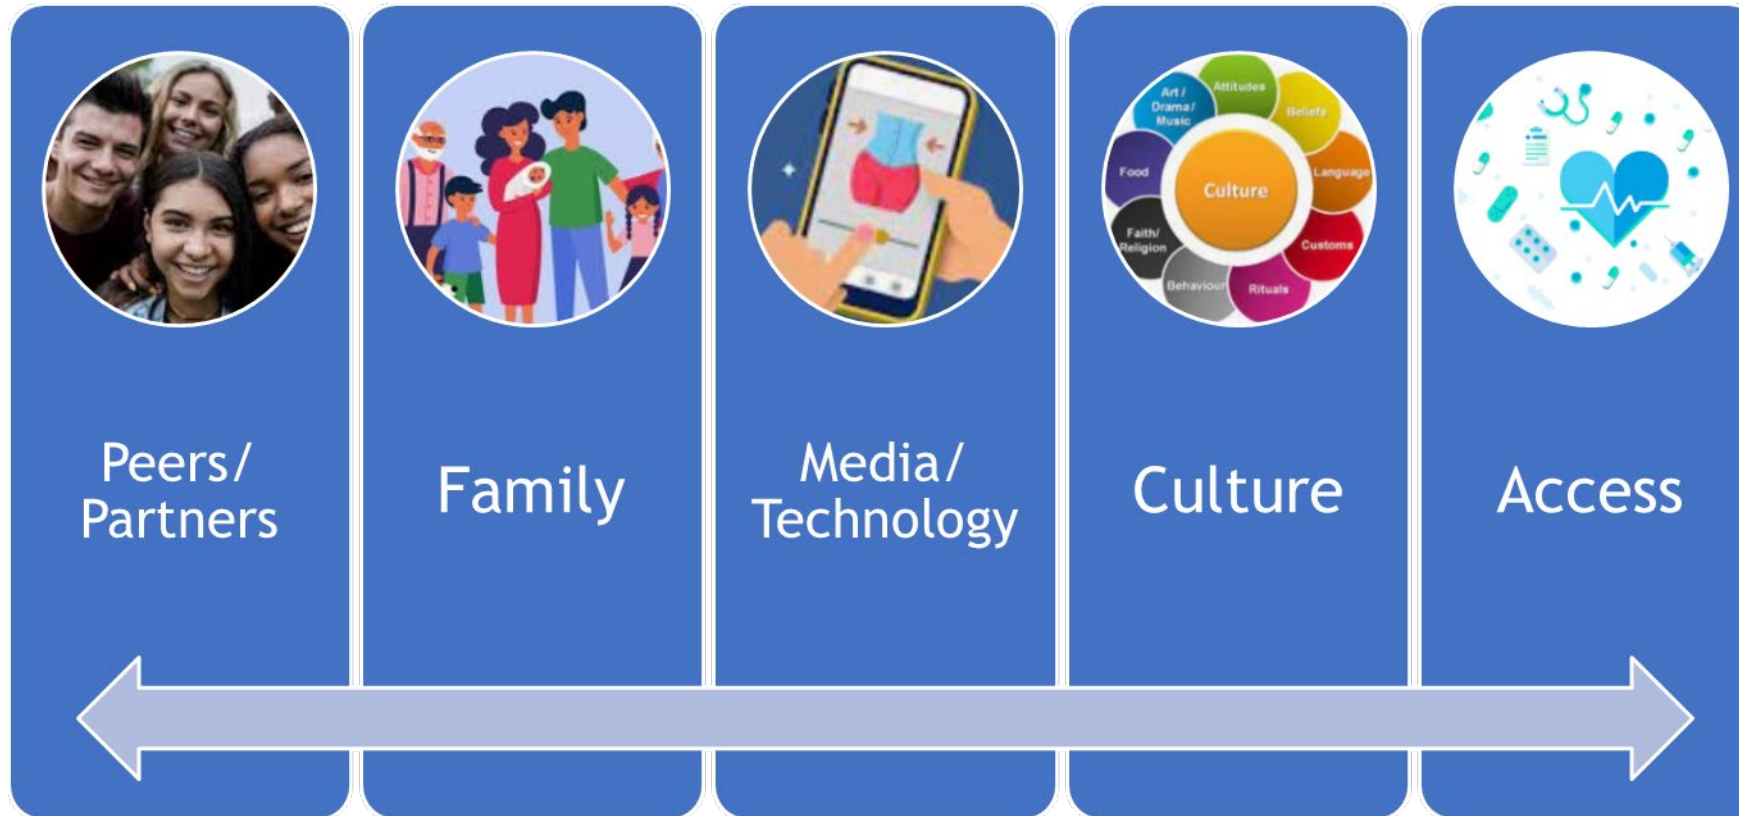 Peers/
Partners
Family
Media/
Technology
Culture
Access
Culture
Attitudes
Beliefs
Language
Customs
Rituals
Behaviour
Faith/
Religion
Food
Art /
Drama/
Music